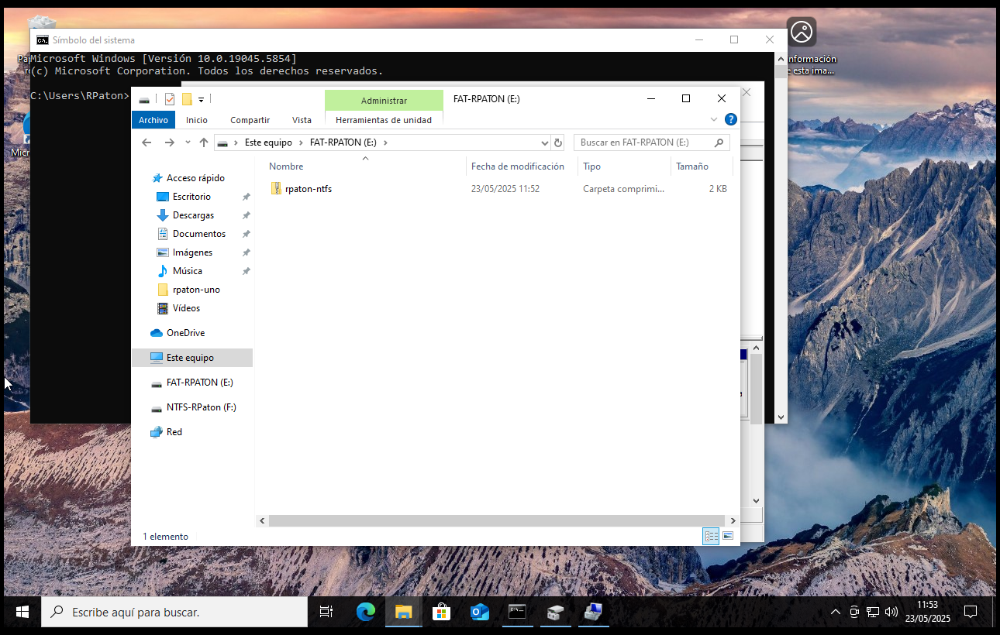 Símbolo del sistema
Microsoft Windows [Versión 10.0.19045.5854]
(c) Microsoft Corporation. Todos los derechos reservados.
C:\Users\RPaton>
nformación
e esta ima...
Micr
Administrar
FAT-RPATON (E:)
Archivo
Inicio
Compartir
Vista
Herramientas de unidad
Este equipo
FAT-RPATON (E:)
Buscar en FAT-RPATON (E:)
Nombre
Fecha de modificación
Tipo
Tamaño
rpaton-ntfs
23/05/2025 11:52
Carpeta comprimi...
2 KB
Acceso rápido
Escritorio
Descargas
Documentos
Imágenes
Música
rpaton-uno
Vídeos
OneDrive
Este equipo
FAT-RPATON (E:)
NTFS-RPaton (F:)
Red
1 elemento
Escribe aquí para buscar.
11:53
23/05/2025